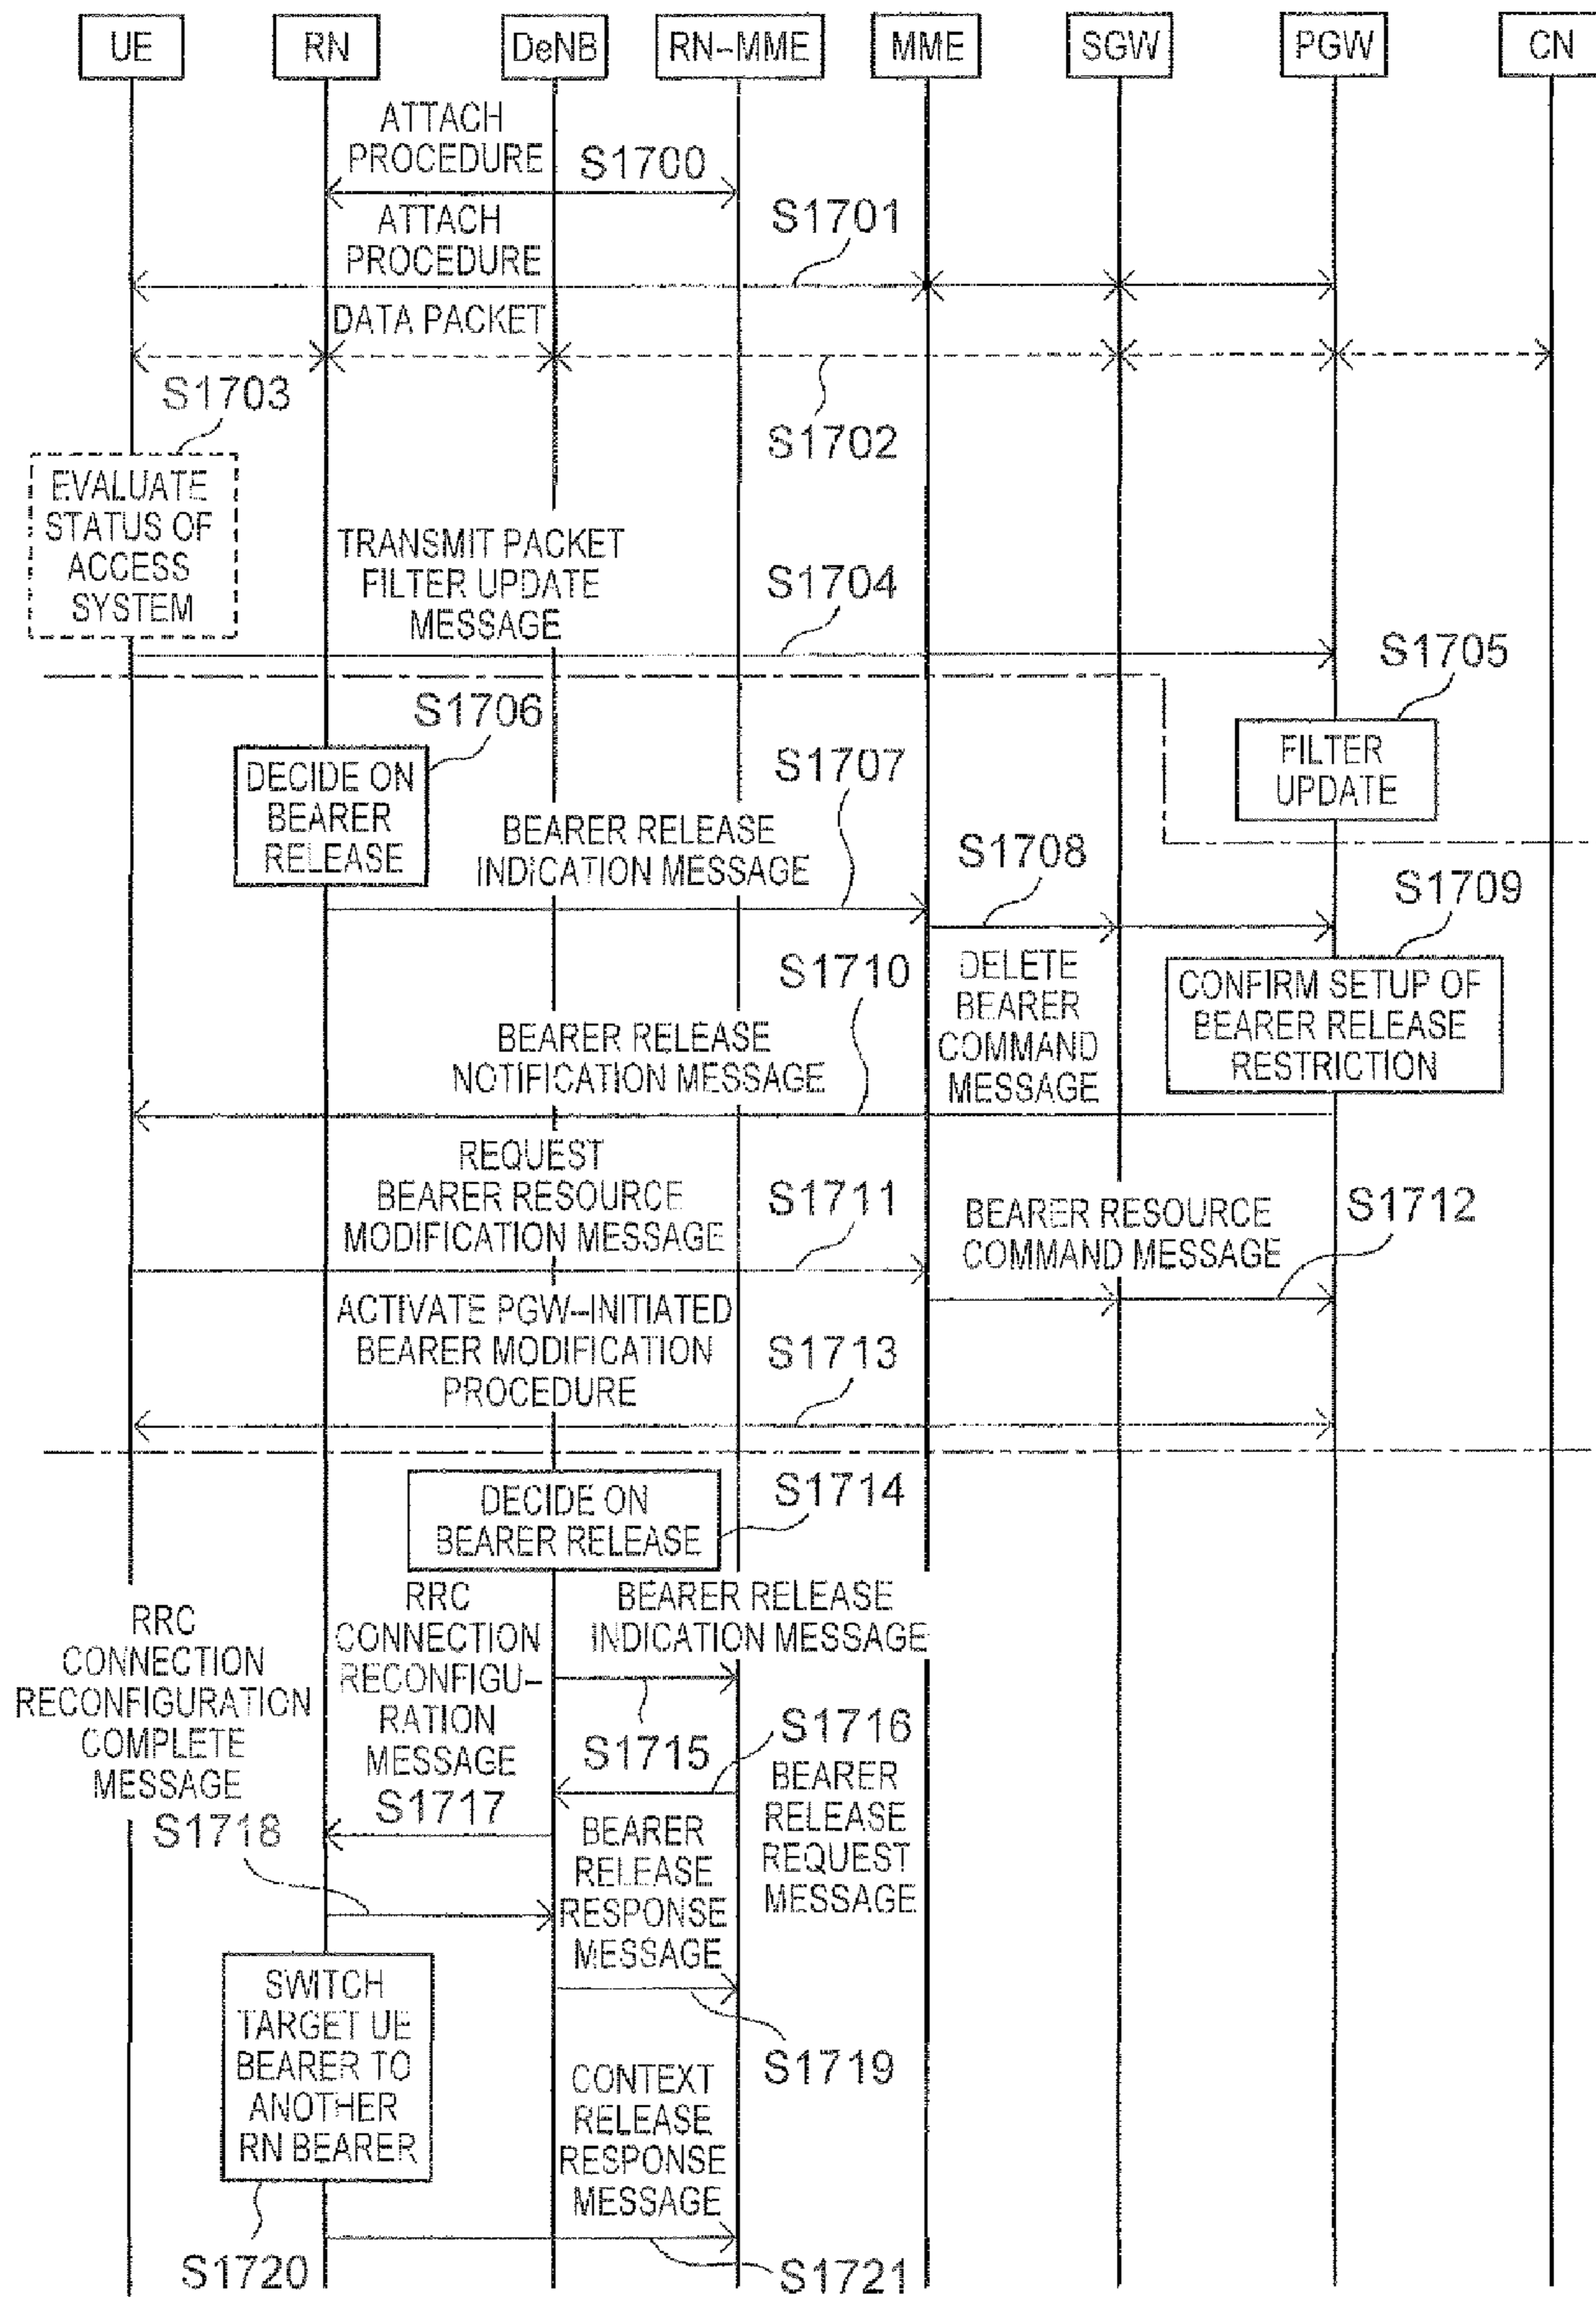 UE RN DeNB RN-MME MME SGW PGW CN
ATTACH
PROCEDURE
S1700
ATTACH
PROCEDURE
S1701
DATA PACKET
S1702
S1703
EVALUATE
STATUS OF
ACCESS
SYSTEM
TRANSMIT PACKET
FILTER UPDATE
MESSAGE
S1704
S1705
FILTER
UPDATE
S1706
DECIDE ON
BEARER
RELEASE
S1707
BEARER RELEASE
INDICATION MESSAGE
S1708
DELETE
BEARER
COMMAND
MESSAGE
S1709
CONFIRM SETUP OF
BEARER RELEASE
RESTRICTION
S1710
BEARER RELEASE
NOTIFICATION MESSAGE
REQUEST
BEARER RESOURCE
MODIFICATION MESSAGE
S1711
BEARER RESOURCE
COMMAND MESSAGE
S1712
ACTIVATE PGW-INITIATED
BEARER MODIFICATION
PROCEDURE
S1713
DECIDE ON
BEARER RELEASE
S1714
BEARER RELEASE
INDICATION MESSAGE
S1715
S1716
BEARER
RELEASE
REQUEST
MESSAGE
RRC
CONNECTION
RECONFIGU-
RATION
MESSAGE
S1717
RRC
CONNECTION
RECONFIGURATION
COMPLETE
MESSAGE
S1718
BEARER
RELEASE
RESPONSE
MESSAGE
S1719
SWITCH
TARGET UE
BEARER TO
ANOTHER
RN BEARER
S1720
CONTEXT
RELEASE
RESPONSE
MESSAGE
S1721